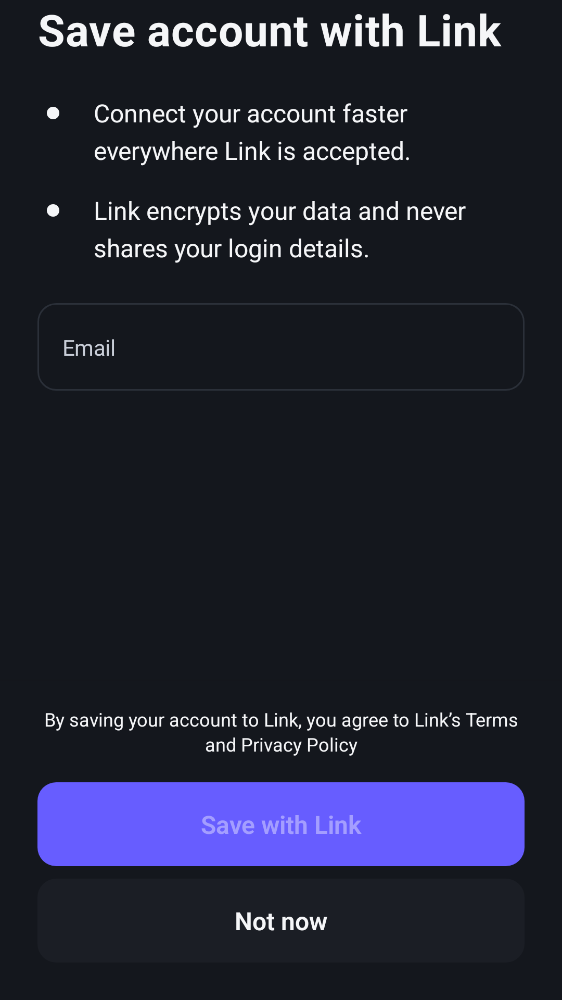 Save account with Link
Connect your account faster
everywhere Link is accepted.
Link encrypts your data and never
shares your login details.
Email
By saving your account to Link, you agree to Link’s Terms
and Privacy Policy
Save with Link
Not now